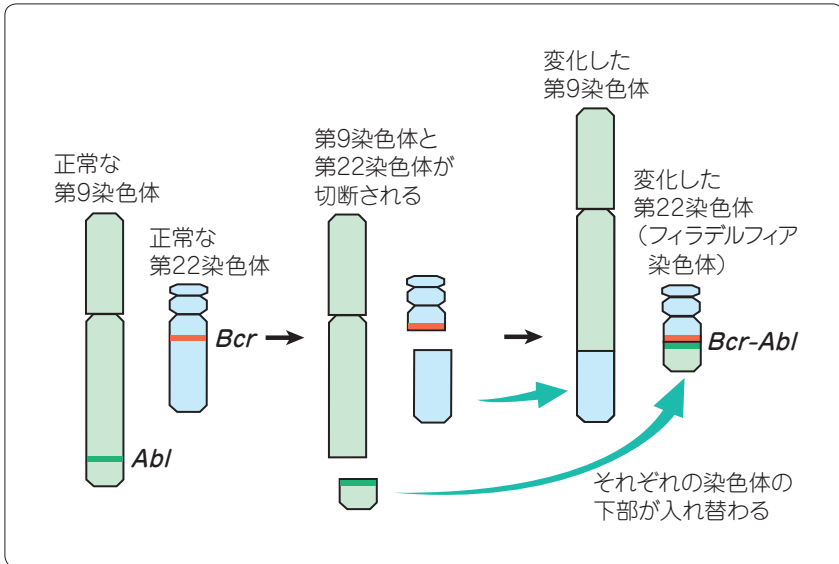 正常な
第9染色体
正常な
第22染色体
Bcr
Abl
第9染色体と
第22染色体が
切断される
変化した
第9染色体
変化した
第22染色体
（フィラデルフィア
染色体）
Bcr-Abl
それぞれの染色体の
下部が入れ替わる